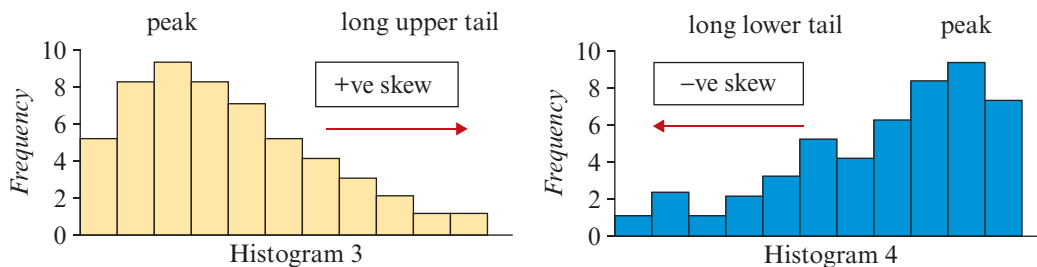 peak
long upper tail
Frequency
10
8
6
4
2
0
+ve skew
Histogram 3
long lower tail
peak
Frequency
10
8
6
4
2
0
−ve skew
Histogram 4